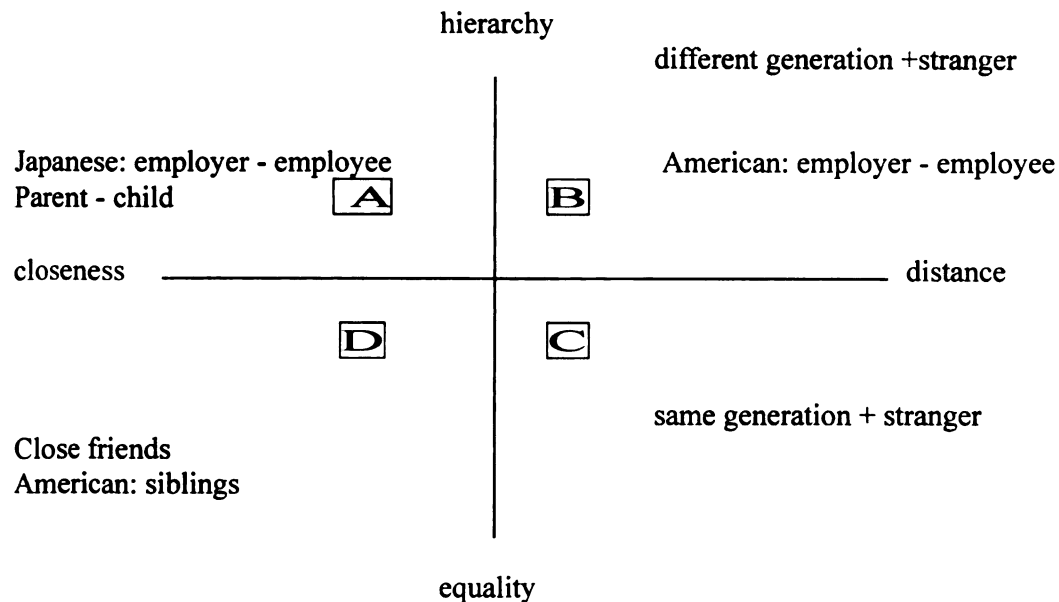 hierarchy
different generation +stranger
Japanese: employer - employee
American: employer - employee
Parent - child
A
B
closeness
distance
D
C
same generation + stranger
Close friends
American: siblings
equality